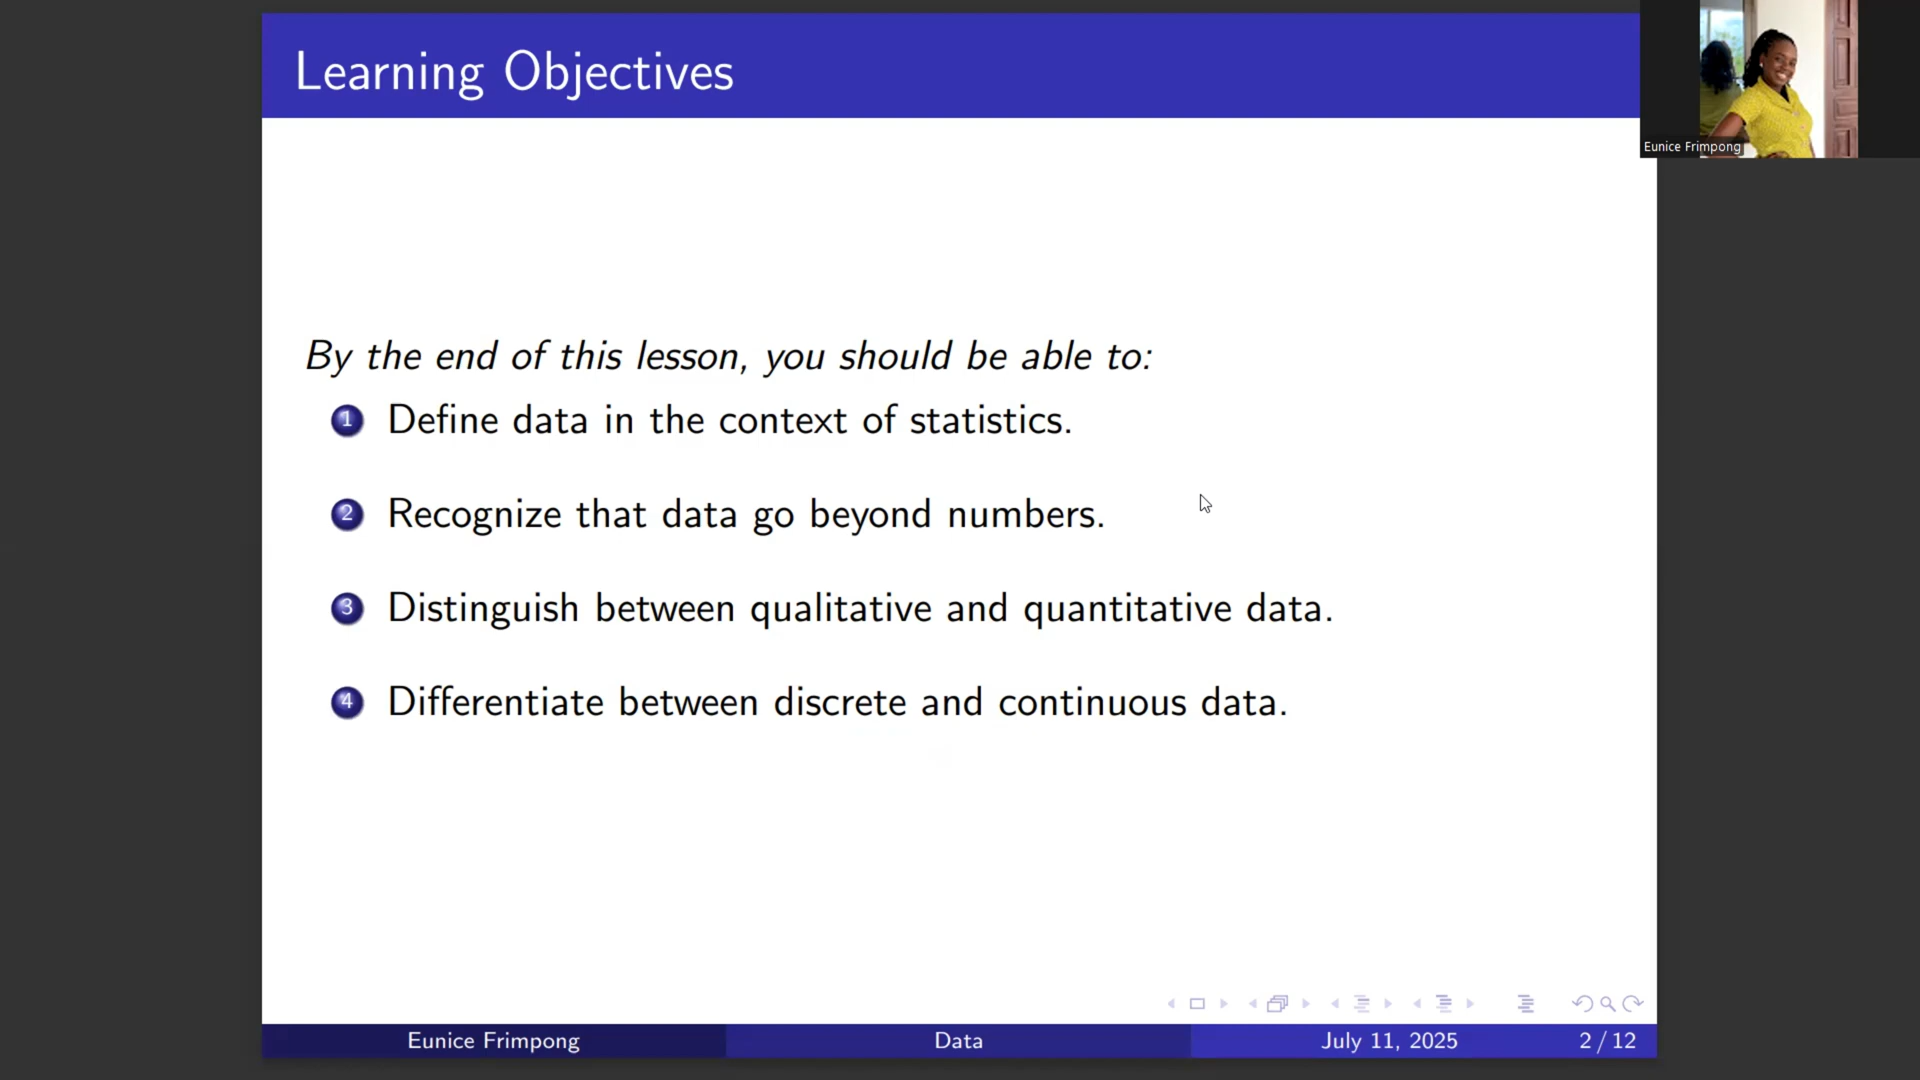 Learning Objectives
Eunice Frimpong
By the end of this lesson, you should be able to:
1 Define data in the context of statistics.
2 Recognize that data go beyond numbers.
3 Distinguish between qualitative and quantitative data.
4 Differentiate between discrete and continuous data.
Eunice Frimpong Data July 11, 2025 2 / 12